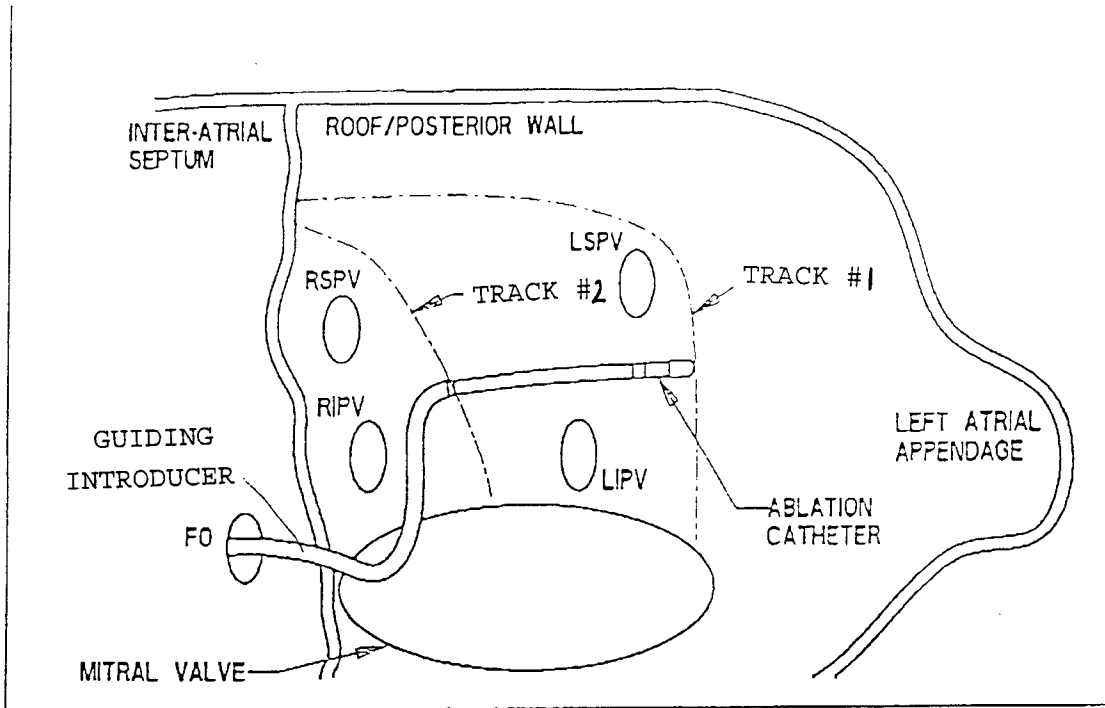 INTER-ATRIAL
SEPTUM
ROOF/POSTERIOR WALL
LSPV
RSPV
TRACK #2
TRACK #1
RIPV
GUIDING
INTRODUCER
LEFT ATRIAL
APPENDAGE
LIPV
ABLATION
CATHETER
FO
MITRAL VALVE